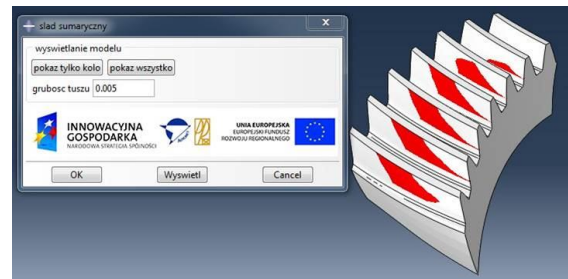 slad sumaryczny
wyswietlanie modelu
pokaz tylko kolo pokaz wszystko
grubosc tuszu 0.005
INNOWACYJNA
GOSPODARKA
NARODOWA STRATEGIA SPÓJNOŚCI
UNIA EUROPEJSKA
EUROPEJSKI FUNDUSZ
ROZWOJU REGIONALNEGO
OK Wyswietl Cancel